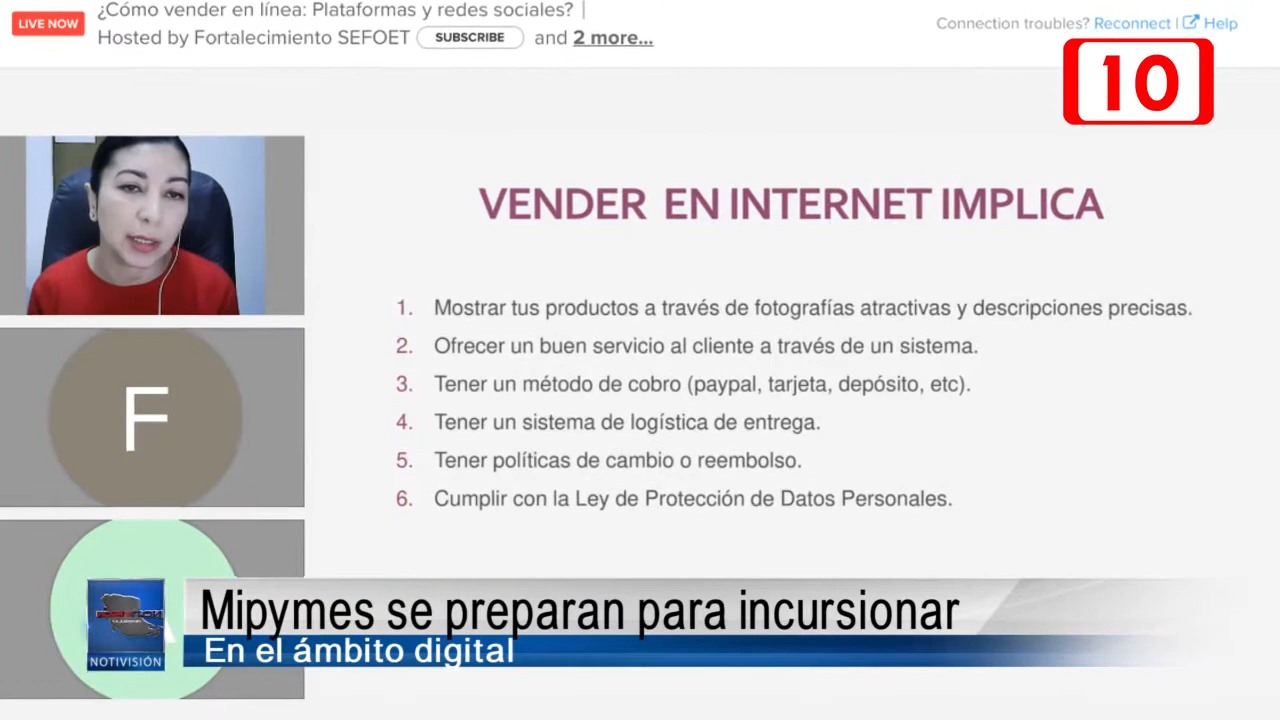 LIVE NOW
¿Cómo vender en línea: Plataformas y redes sociales? |
Hosted by Fortalecimiento SEFOET SUBSCRIBE and 2 more...
Connection troubles? Reconnect | Help
10
VENDER EN INTERNET IMPLICA
1. Mostrar tus productos a través de fotografías atractivas y descripciones precisas.
2. Ofrecer un buen servicio al cliente a través de un sistema.
3. Tener un método de cobro (paypal, tarjeta, depósito, etc).
4. Tener un sistema de logística de entrega.
5. Tener políticas de cambio o reembolso.
6. Cumplir con la Ley de Protección de Datos Personales.
F
Mipymes se preparan para incursionar
En el ámbito digital
NOTIVISIÓN